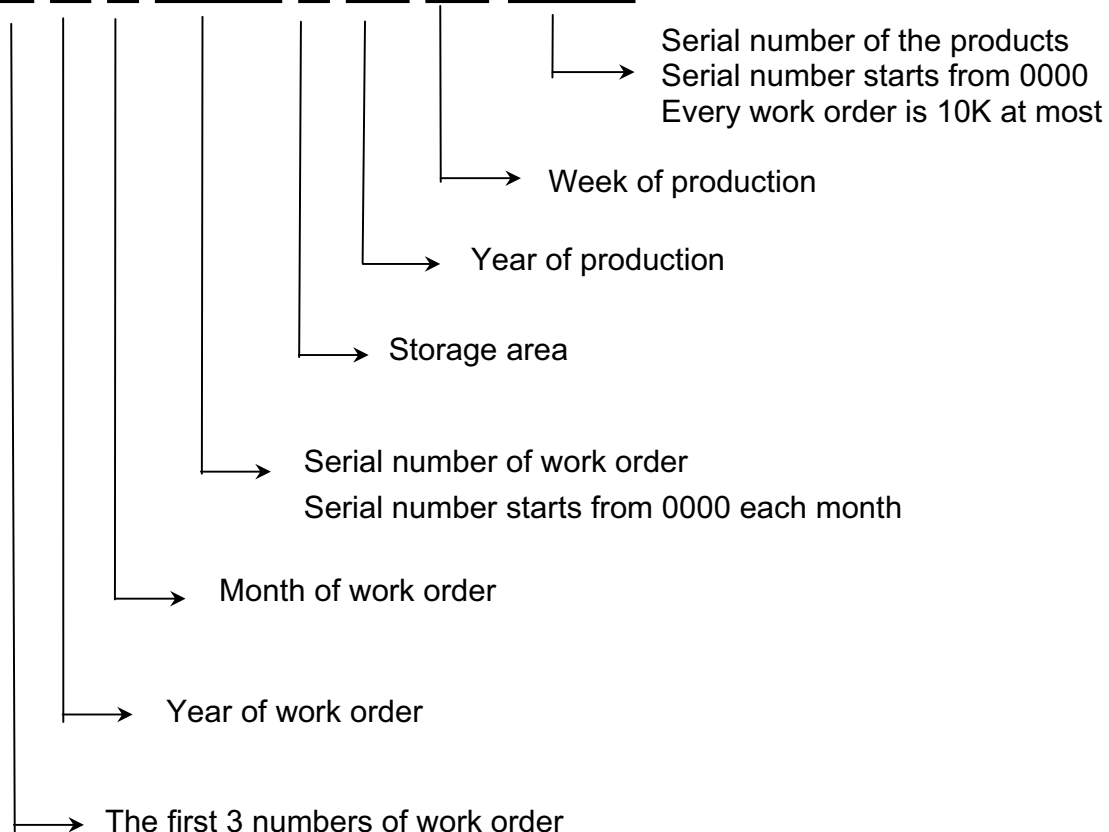 Serial number of the products
Serial number starts from 0000
Every work order is 10K at most
Week of production
Year of production
Storage area
Serial number of work order
Serial number starts from 0000 each month
Month of work order
Year of work order
The first 3 numbers of work order